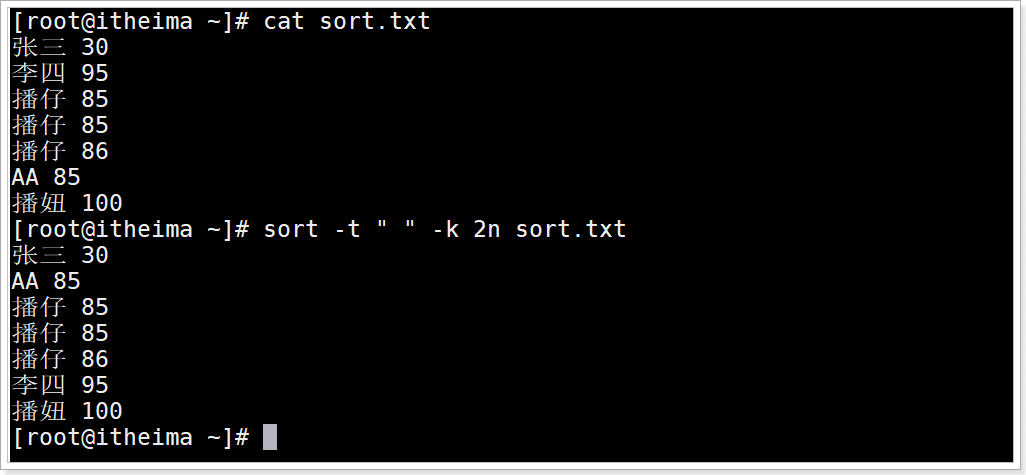 [root@itheima ~]# cat sort.txt
张三 30
李四 95
播仔 85
播仔 85
播仔 86
AA 85
播妞 100
[root@itheima ~]# sort -t " " -k 2n sort.txt
张三 30
AA 85
播仔 85
播仔 85
播仔 86
李四 95
播妞 100
[root@itheima ~]#